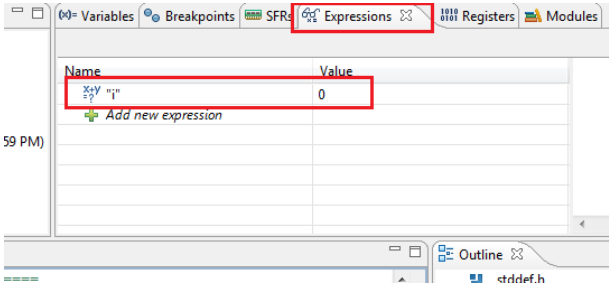 Variables Breakpoints SFRs Expressions Registers Modules
Name Value
"i" 0
Add new expression
59 PM)
Outline
====
stddef.h